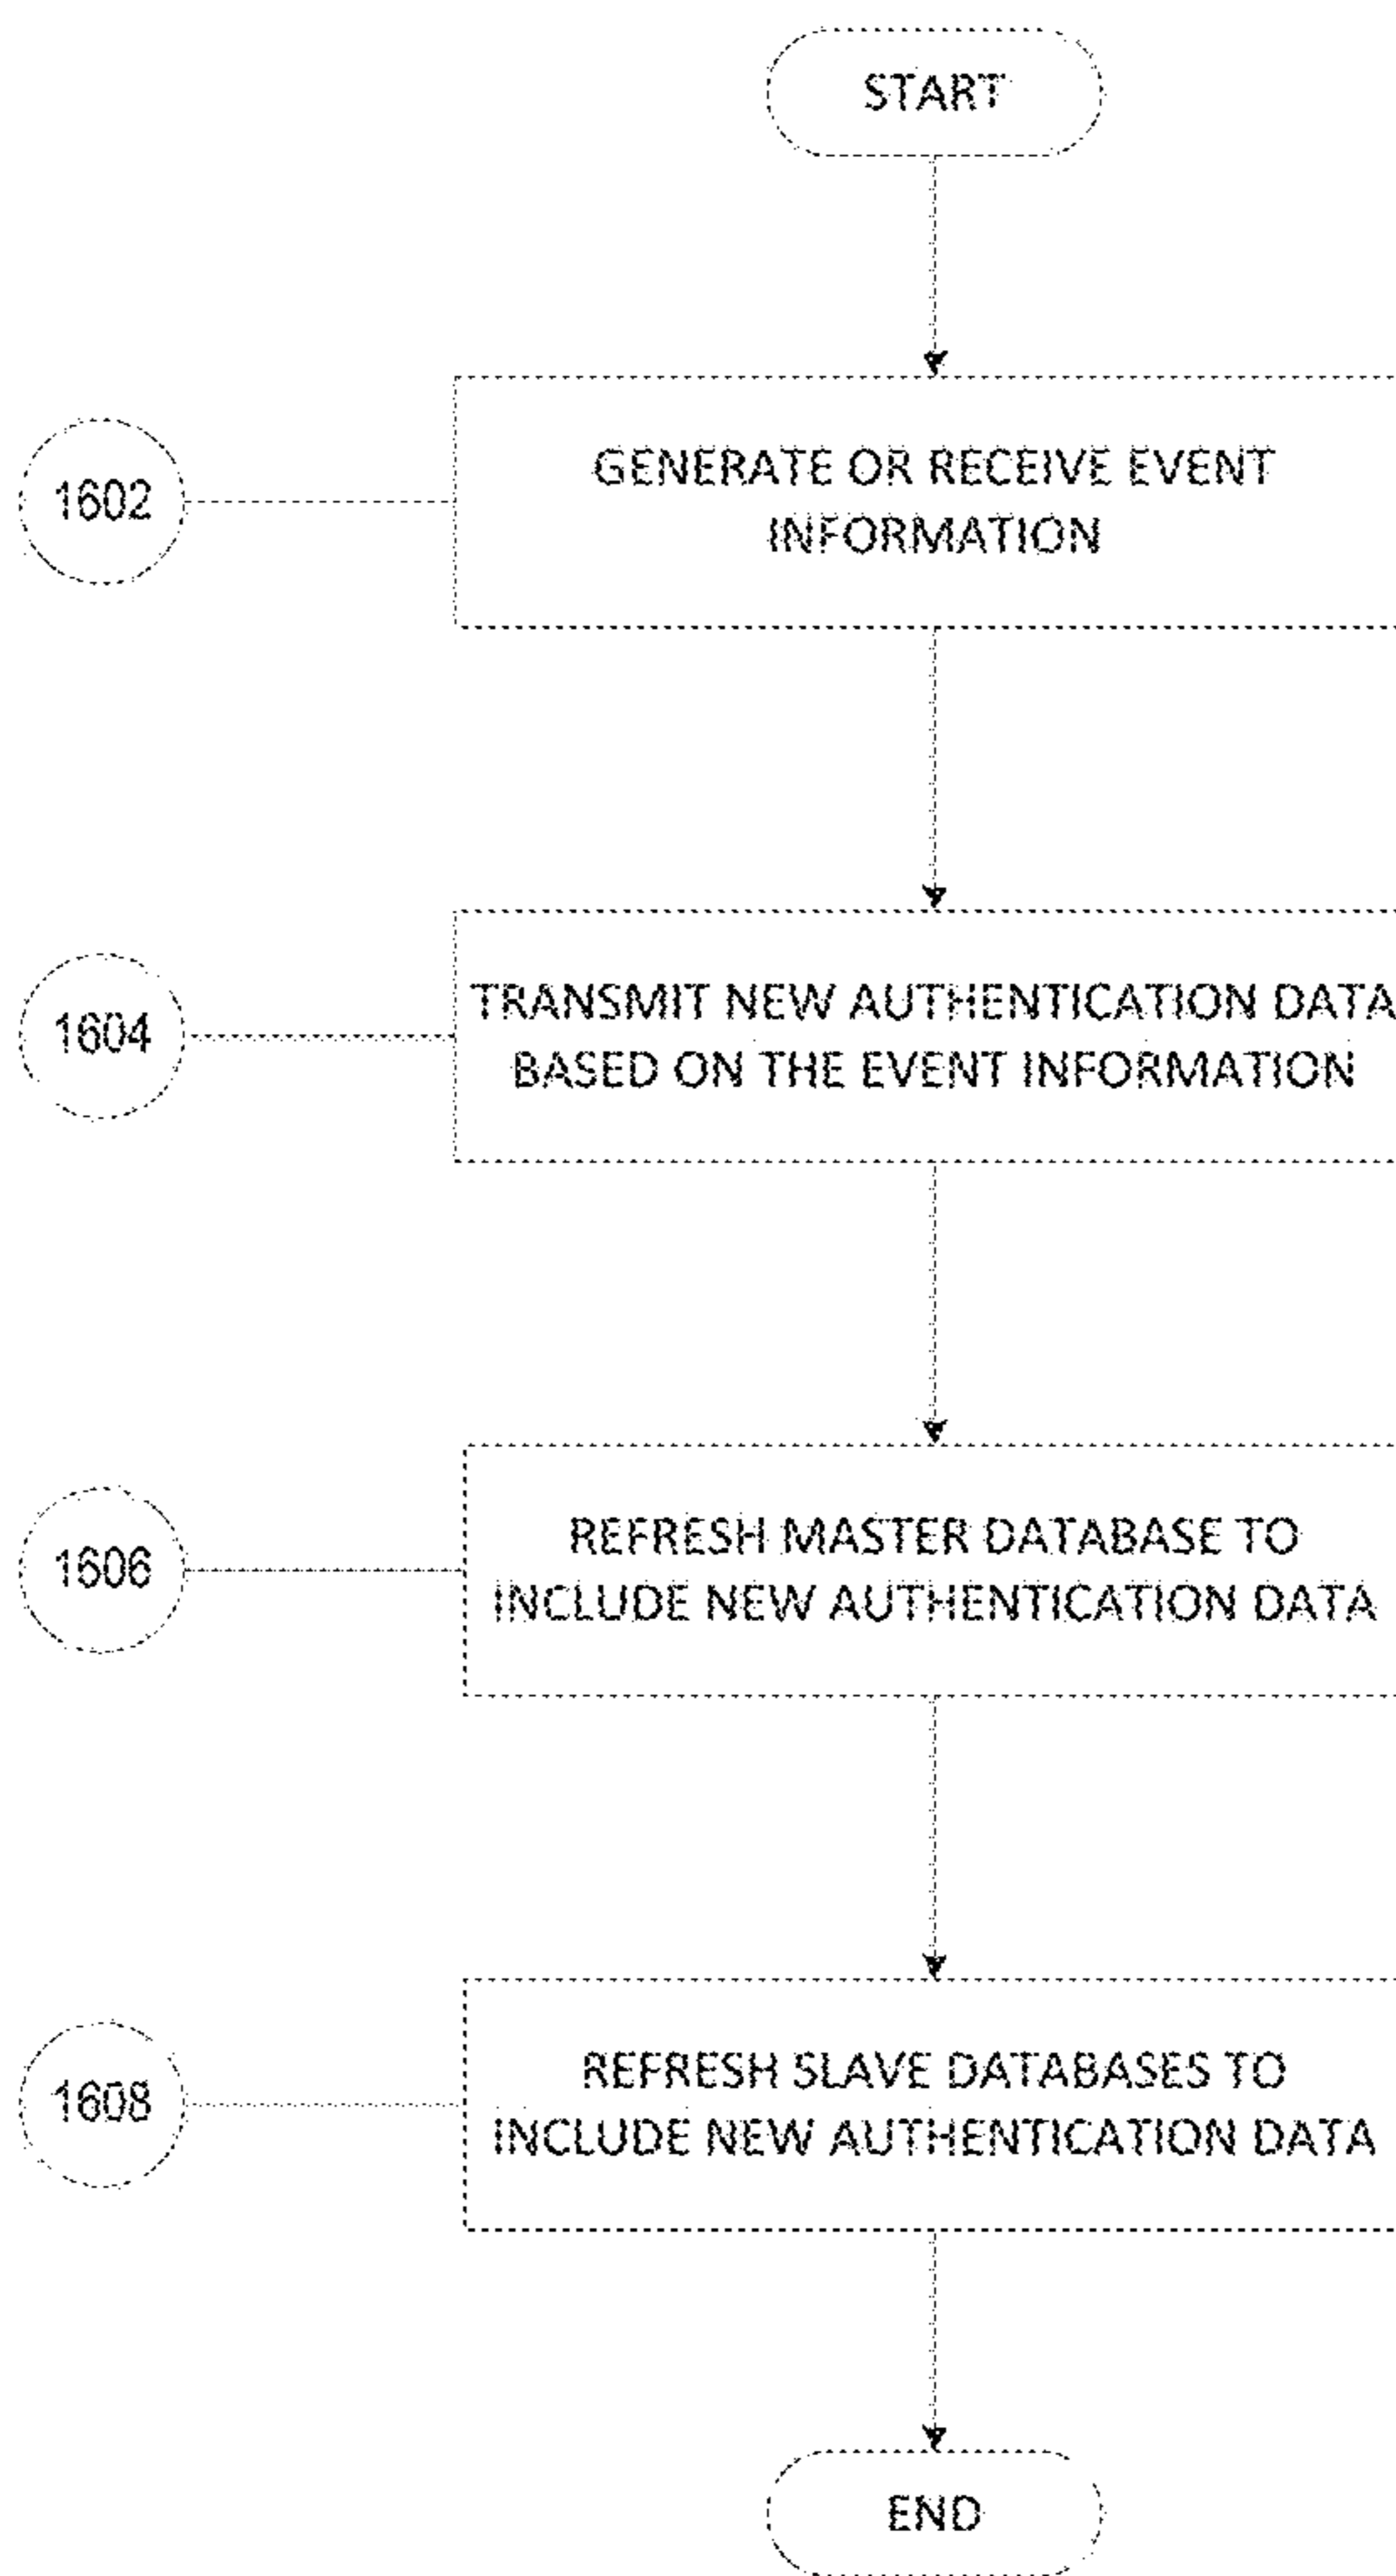 START
1602
GENERATE OR RECEIVE EVENT
INFORMATION
1604
TRANSMIT NEW AUTHENTICATION DATA
BASED ON THE EVENT INFORMATION
1606
REFRESH MASTER DATABASE TO
INCLUDE NEW AUTHENTICATION DATA
1608
REFRESH SLAVE DATABASES TO
INCLUDE NEW AUTHENTICATION DATA
END